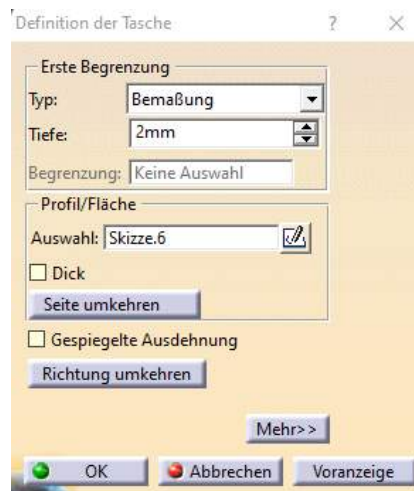 Definition der Tasche ? ×
Erste Begrenzung
Typ: Bemaßung
Tiefe: 2mm
Begrenzung: Keine Auswahl
Profil/Fläche
Auswahl: Skizze.6
Dick
Seite umkehren
Gespiegelte Ausdehnung
Richtung umkehren
Mehr>>
OK Abbrechen Voranzeige